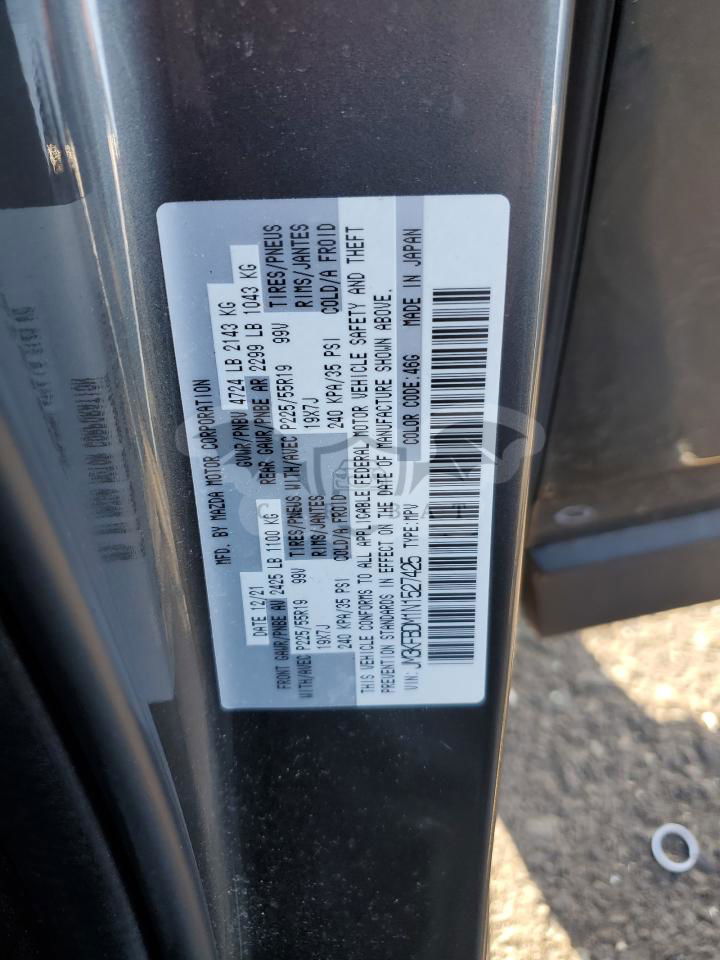 MFD. BY MAZDA MOTOR CORPORATION
DATE 12/21 GVWR/PNBV 4724 LB 2143 KG
FRONT GAWR/PNBE AV 2425 LB 1100 KG REAR GAWR/PNBE AR 2299 LB 1043 KG
WITH/AVEC P225/55R19 99V TIRES/PNEUS WITH/AVEC P225/55R19 99V TIRES/PNEUS
19X7J RIMS/JANTES 19X7J RIMS/JANTES
240 KPA/35 PSI COLD/A FROID 240 KPA/35 PSI COLD/A FROID
THIS VEHICLE CONFORMS TO ALL APPLICABLE FEDERAL MOTOR VEHICLE SAFETY AND THEFT
PREVENTION STANDARDS IN EFFECT ON THE DATE OF MANUFACTURE SHOWN ABOVE.
VIN: JM3KFBDM1N1527425 TYPE:MPV COLOR CODE:46G MADE IN JAPAN